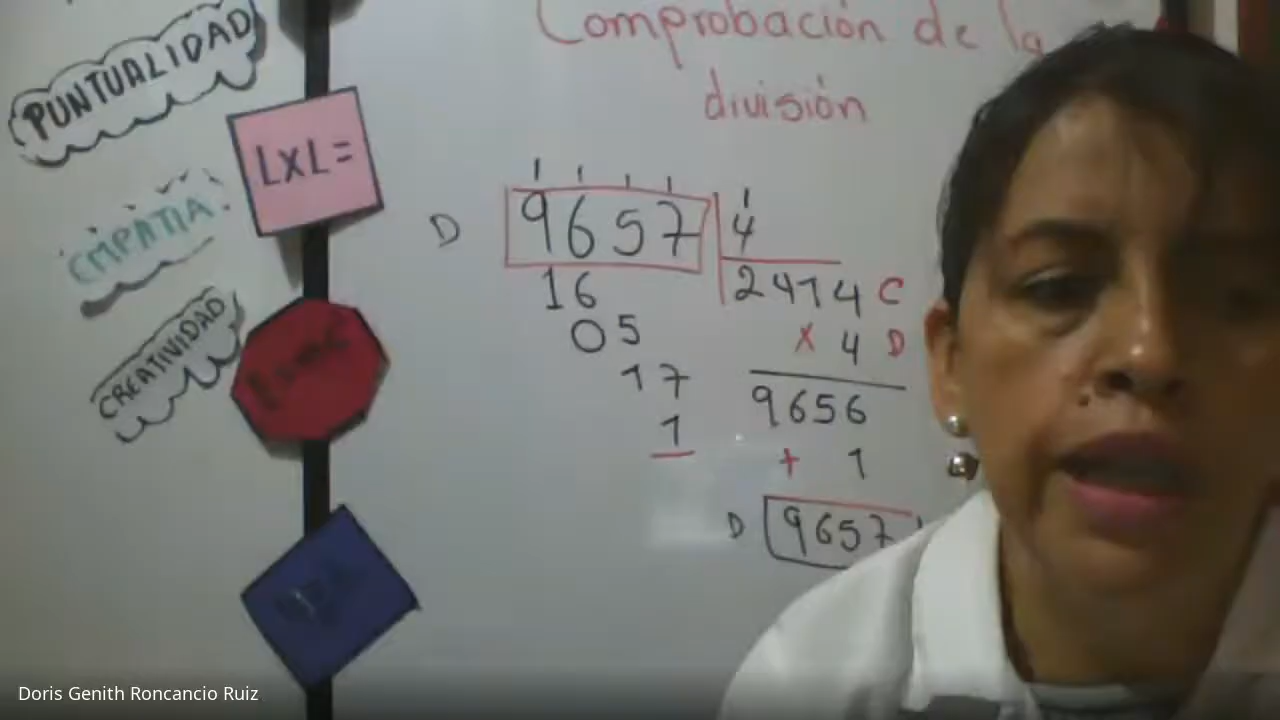 Comprobación de la
división
PUNTUALIDAD
EMPATIA
CREATIVIDAD
LXL=
D 9657 4
16 2414 C
05 X 4 D
17 9656
1 + 1
D 9657
Doris Genith Roncancio Ruiz